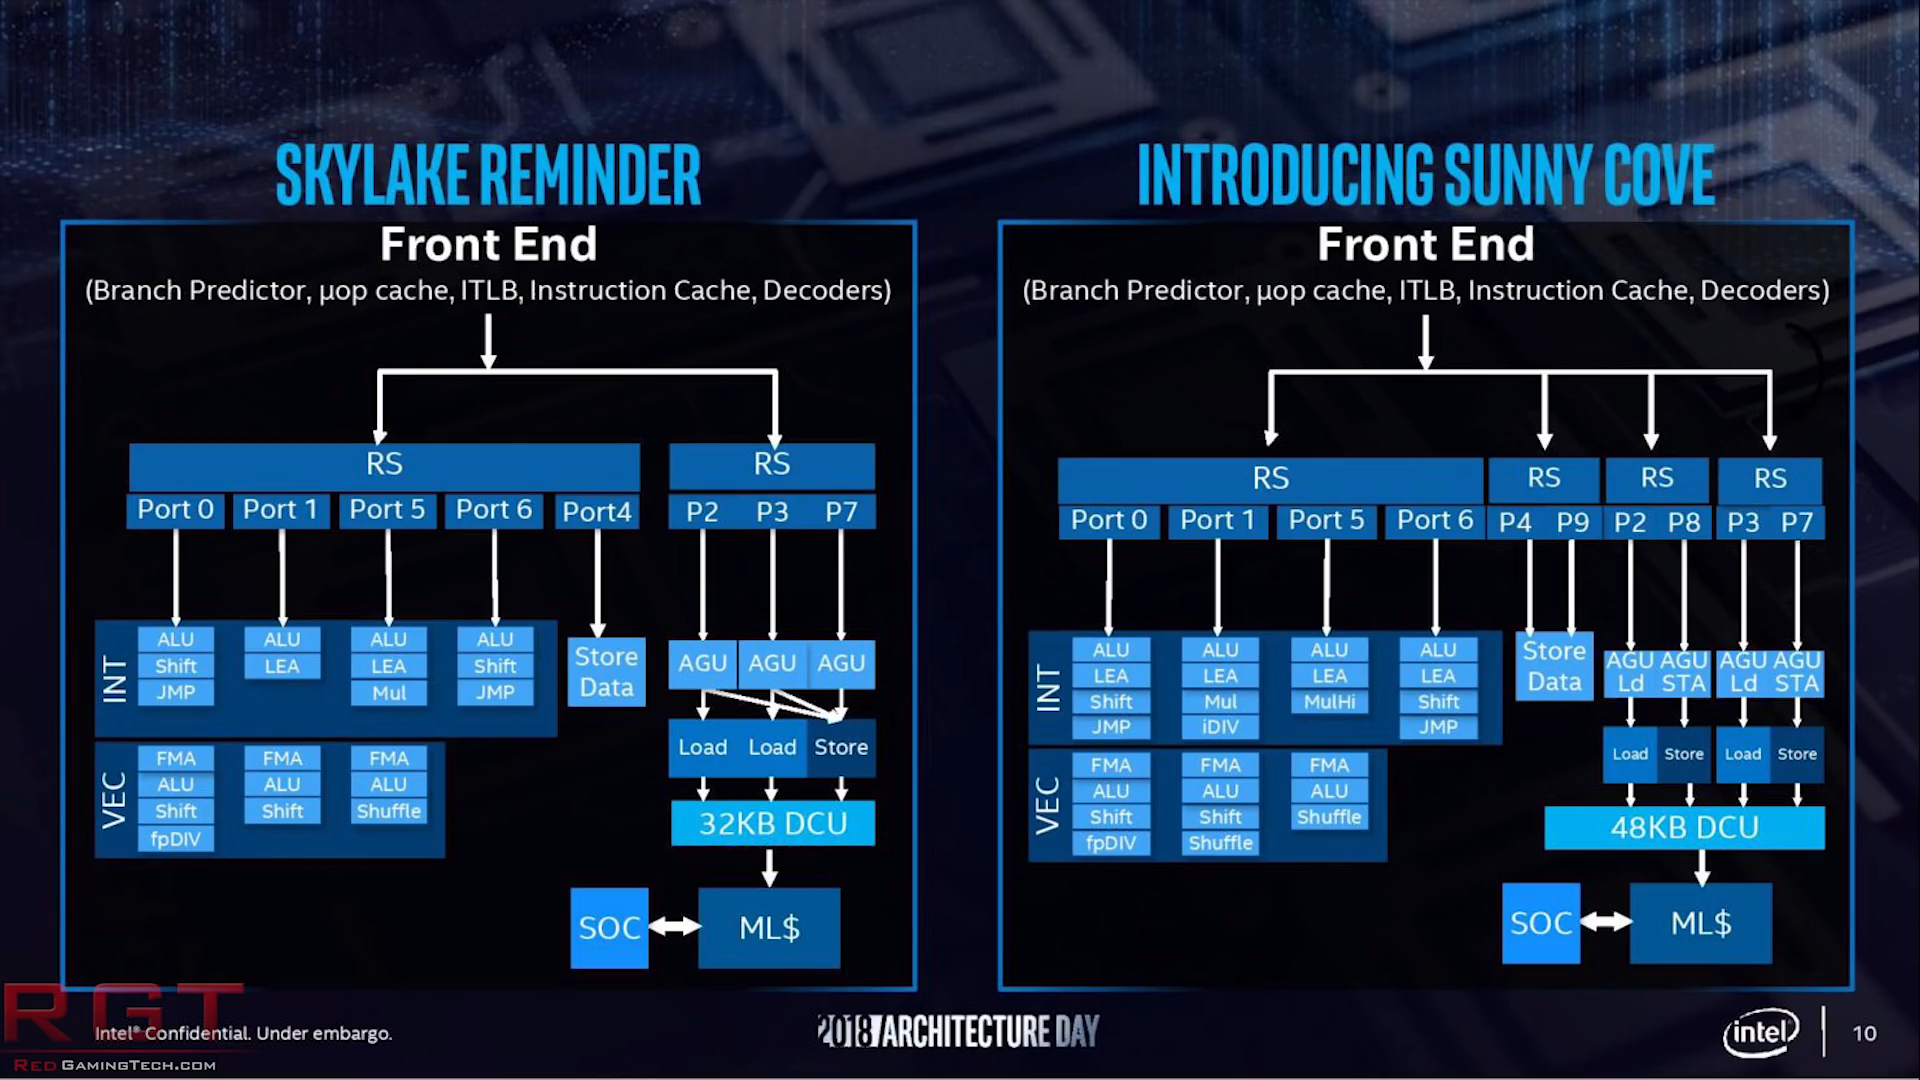 SKYLAKE REMINDER
Front End
(Branch Predictor, μop cache, ITLB, Instruction Cache, Decoders)
RS
RS
Port 0
Port 1
Port 5
Port 6
Port4
P2
P3
P7
INT
ALU
Shift
JMP
ALU
LEA
ALU
LEA
Mul
ALU
Shift
JMP
Store
Data
AGU
AGU
AGU
Load
Load
Store
VEC
FMA
ALU
Shift
fpDIV
FMA
ALU
Shift
FMA
ALU
Shuffle
32KB DCU
SOC
ML$
INTRODUCING SUNNY COVE
Front End
(Branch Predictor, μop cache, ITLB, Instruction Cache, Decoders)
RS
RS
RS
RS
Port 0
Port 1
Port 5
Port 6
P4
P9
P2
P8
P3
P7
INT
ALU
LEA
Shift
JMP
ALU
LEA
Mul
iDIV
ALU
LEA
MulHi
ALU
LEA
Shift
JMP
Store
Data
AGU
Ld
AGU
STA
AGU
Ld
AGU
STA
Load
Store
Load
Store
VEC
FMA
ALU
Shift
fpDIV
FMA
ALU
Shift
Shuffle
FMA
ALU
Shuffle
48KB DCU
SOC
ML$
RGT
Intel® Confidential. Under embargo.
REDGAMINGTECH.COM
2018 ARCHITECTURE DAY
intel
10